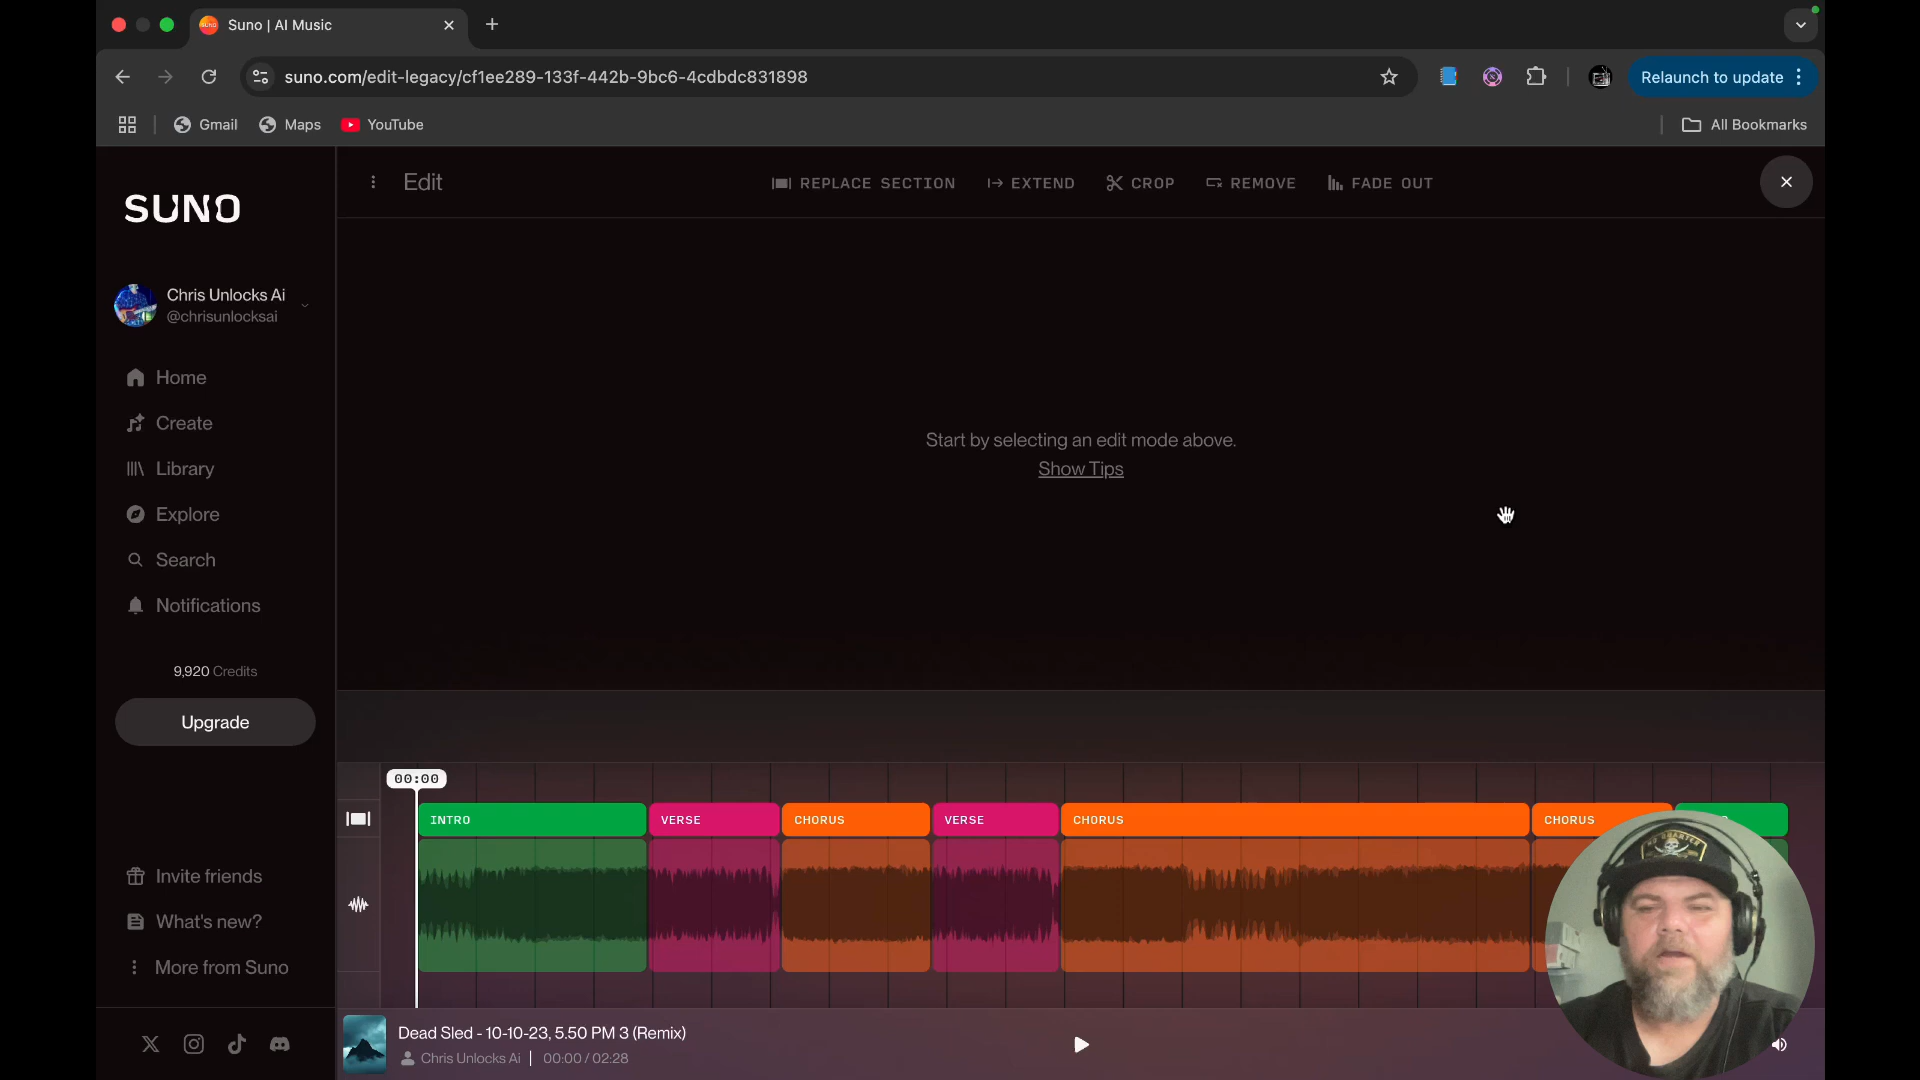 Suno | AI Music
suno.com/edit-legacy/cf1ee289-133f-442b-9bc6-4cdbdc831898
Relaunch to update
Gmail
Maps
YouTube
All Bookmarks
SUNO
Edit
REPLACE SECTION
EXTEND
CROP
REMOVE
FADE OUT
Chris Unlocks Ai
@chrisunlocksai
Home
Create
Library
Explore
Search
Notifications
9,920 Credits
Upgrade
Invite friends
What's new?
More from Suno
Start by selecting an edit mode above.
Show Tips
00:00
INTRO
VERSE
CHORUS
VERSE
CHORUS
CHORUS
Dead Sled - 10-10-23, 5.50 PM 3 (Remix)
Chris Unlocks Ai
00:00 / 02:28